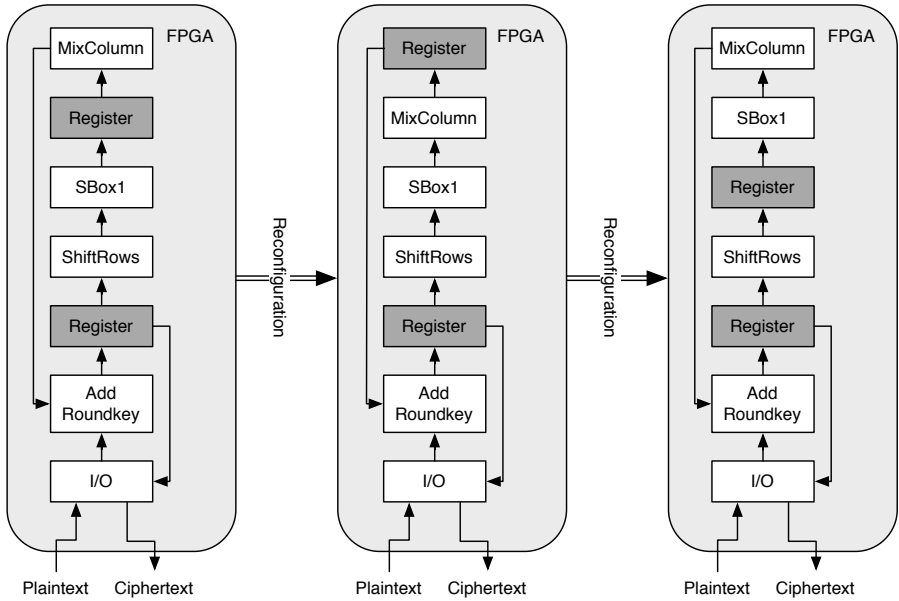 FPGA
MixColumn
Register
SBox1
ShiftRows
Register
Add
Roundkey
I/O
Plaintext
Ciphertext
Reconfiguration
FPGA
Register
MixColumn
SBox1
ShiftRows
Register
Add
Roundkey
I/O
Plaintext
Ciphertext
Reconfiguration
FPGA
MixColumn
SBox1
Register
ShiftRows
Register
Add
Roundkey
I/O
Plaintext
Ciphertext